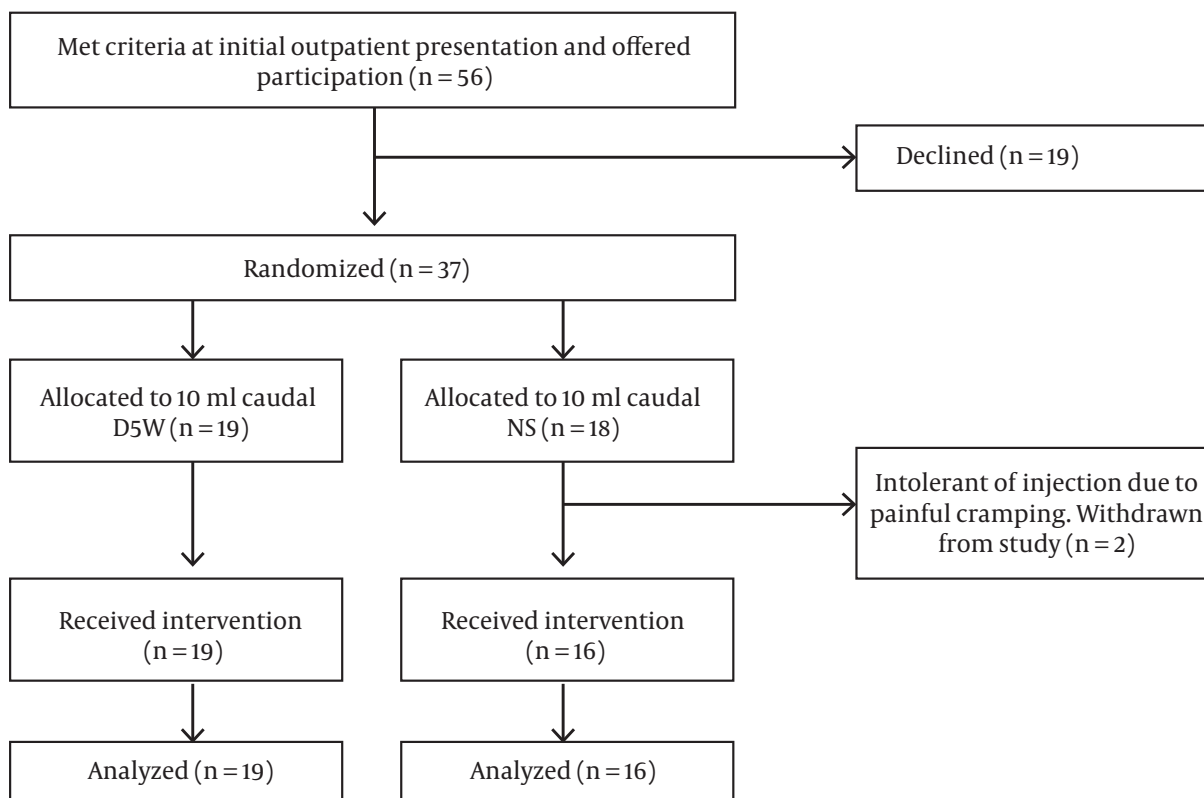 Met criteria at initial outpatient presentation and offered
participation (n = 56)
Declined (n = 19)
Randomized (n = 37)
Allocated to 10 ml caudal
D5W (n = 19)
Allocated to 10 ml caudal
NS (n = 18)
Intolerant of injection due to
painful cramping. Withdrawn
from study (n = 2)
Received intervention
(n = 19)
Received intervention
(n = 16)
Analyzed (n = 19)
Analyzed (n = 16)